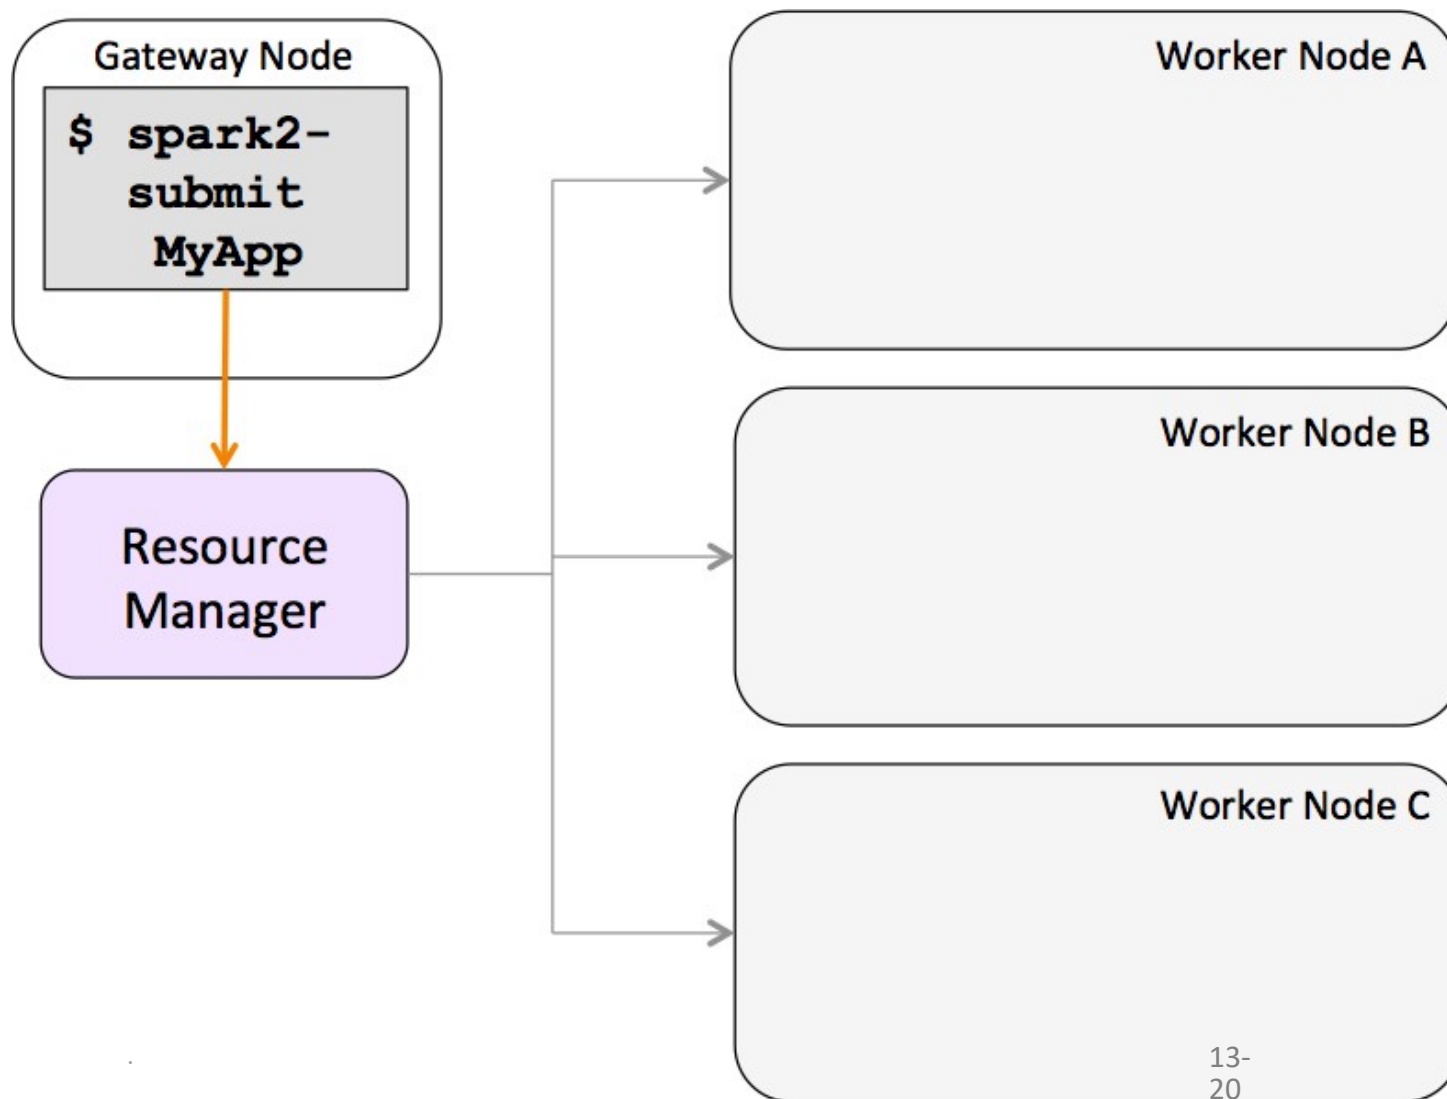 Gateway Node
$ spark2-
submit
MyApp
Resource
Manager
Worker Node A
Worker Node B
Worker Node C
.
13-
20